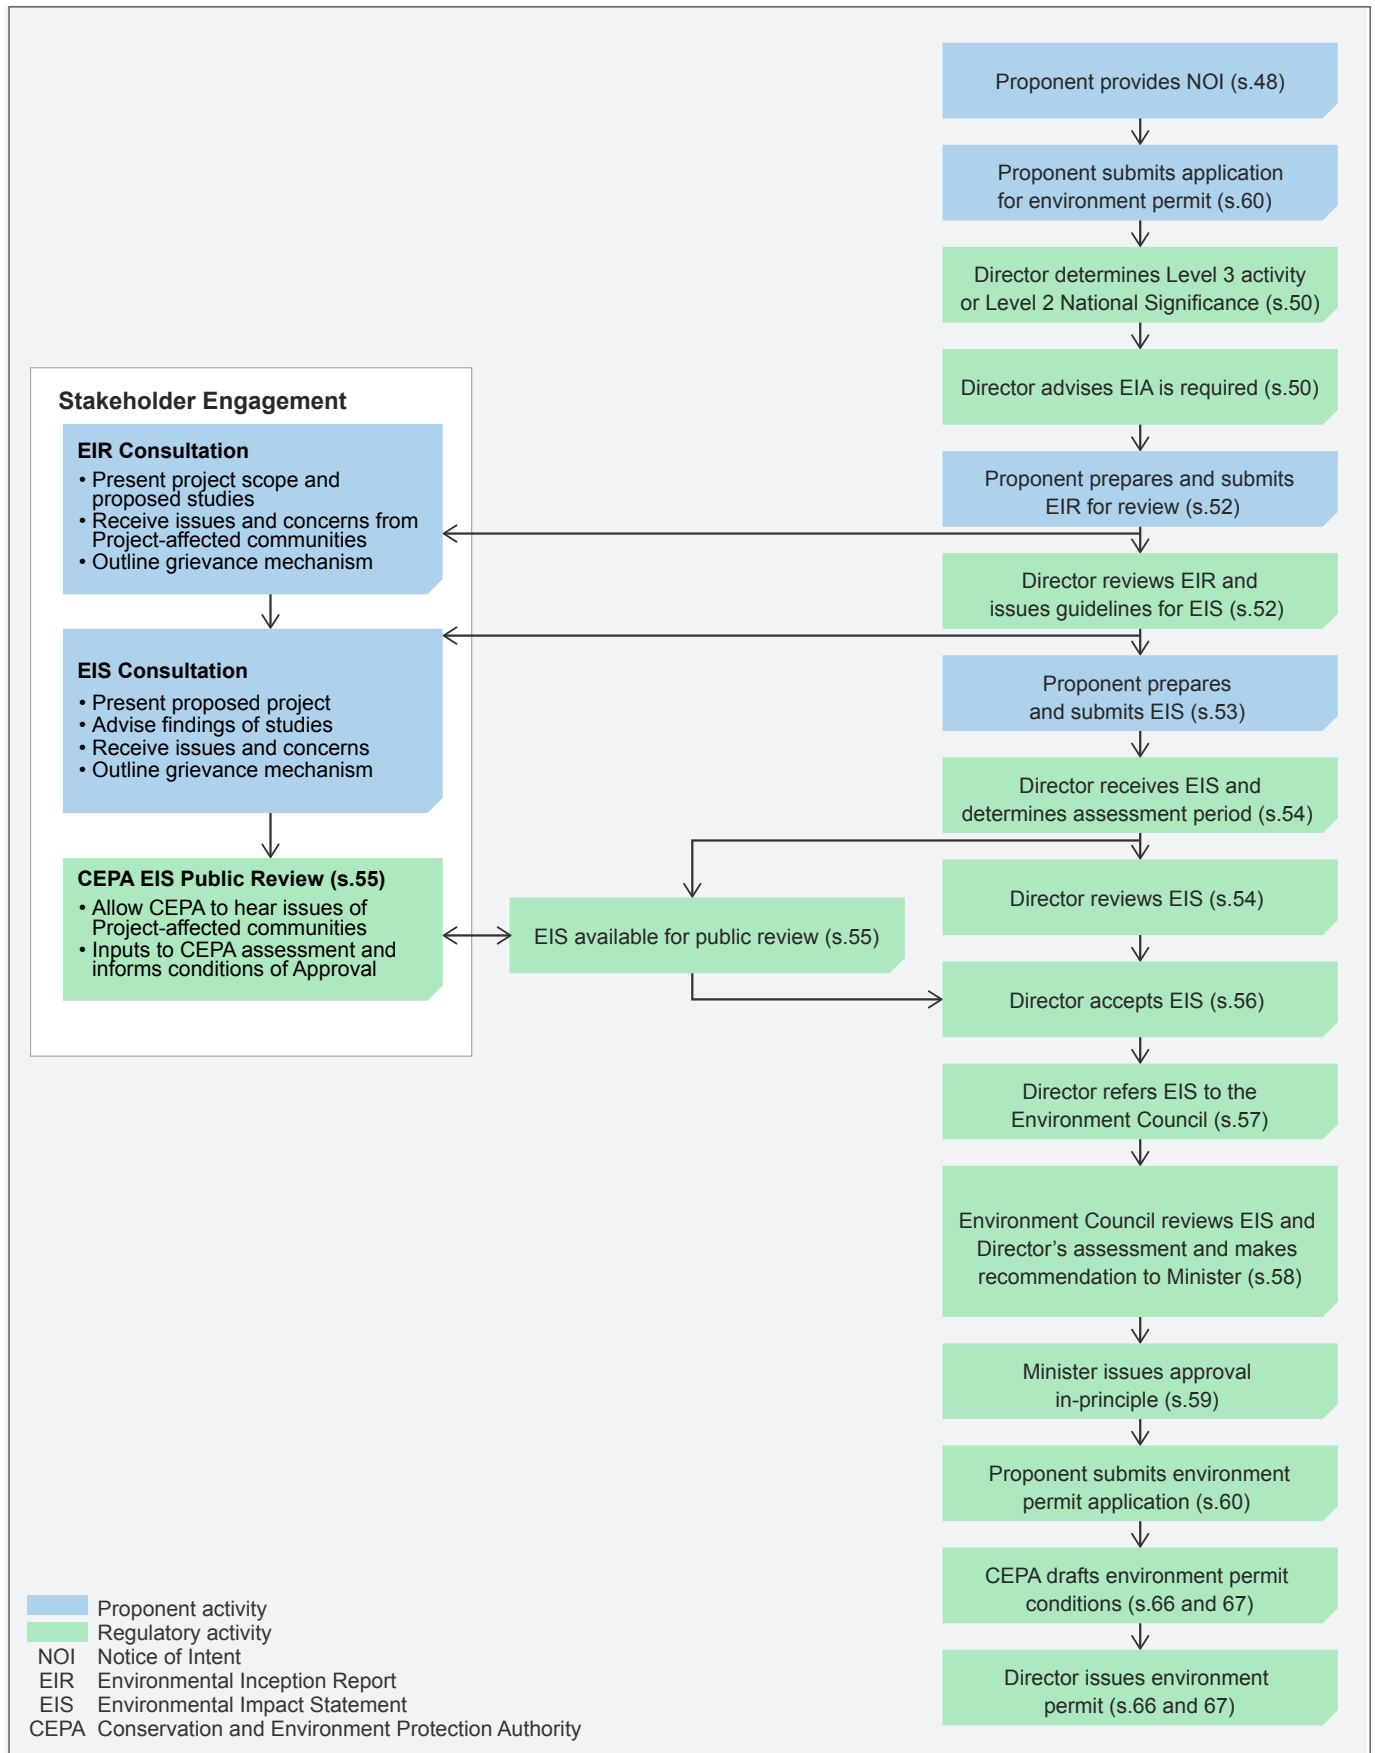 Proponent provides NOI (s.48)
Proponent submits application
for environment permit (s.60)
Director determines Level 3 activity
or Level 2 National Significance (s.50)
Director advises EIA is required (s.50)
Proponent prepares and submits
EIR for review (s.52)
Director reviews EIR and
issues guidelines for EIS (s.52)
Proponent prepares
and submits EIS (s.53)
Director receives EIS and
determines assessment period (s.54)
Director reviews EIS (s.54)
Director accepts EIS (s.56)
Director refers EIS to the
Environment Council (s.57)
Environment Council reviews EIS and
Director’s assessment and makes
recommendation to Minister (s.58)
Minister issues approval
in-principle (s.59)
Proponent submits environment
permit application (s.60)
CEPA drafts environment permit
conditions (s.66 and 67)
Director issues environment
permit (s.66 and 67)
Stakeholder Engagement
EIR Consultation
• Present project scope and
proposed studies
• Receive issues and concerns from
Project-affected communities
• Outline grievance mechanism
EIS Consultation
• Present proposed project
• Advise findings of studies
• Receive issues and concerns
• Outline grievance mechanism
CEPA EIS Public Review (s.55)
• Allow CEPA to hear issues of
Project-affected communities
• Inputs to CEPA assessment and
informs conditions of Approval
EIS available for public review (s.55)
Proponent activity
Regulatory activity
NOI Notice of Intent
EIR Environmental Inception Report
EIS Environmental Impact Statement
CEPA Conservation and Environment Protection Authority